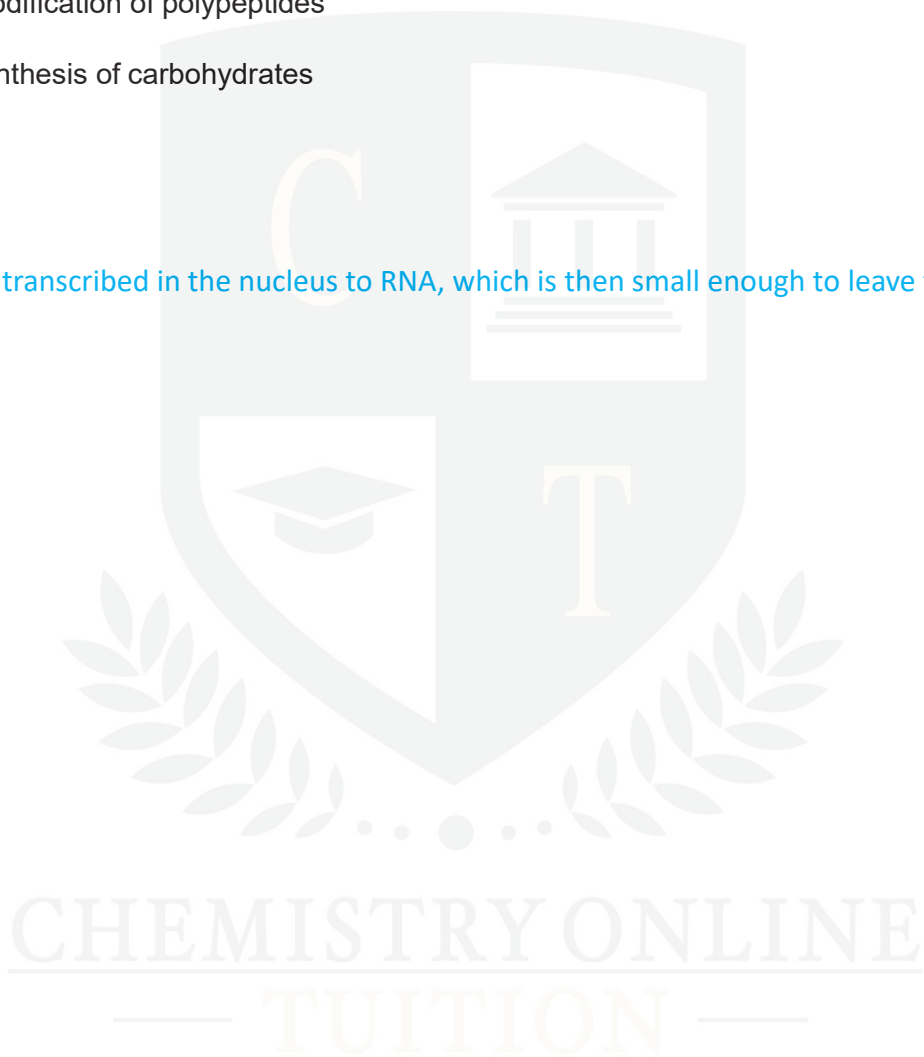 odification of polypeptides
nthesis of carbohydrates
C
transcribed in the nucleus to RNA, which is then small enough to leave
T
CHEMISTRY ONLINE
— TUITION —